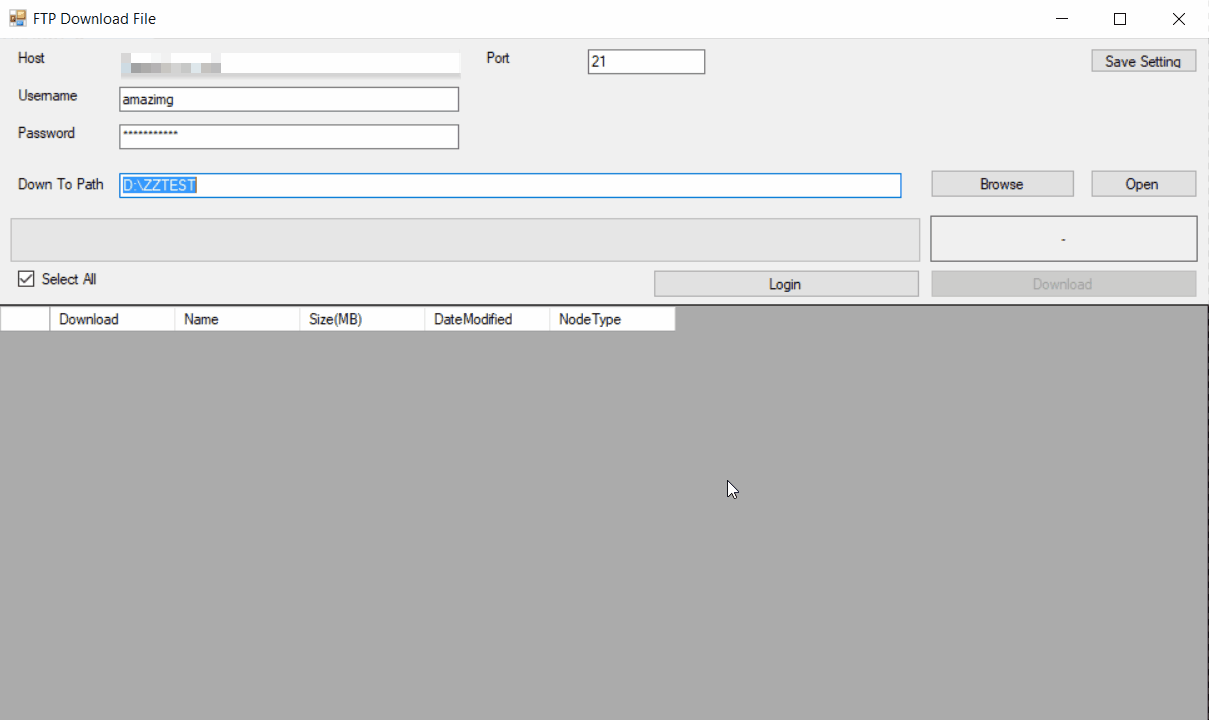 FTP Download File
Host
Port 21 Save Setting
Username amazimg
Password ***********
Down To Path D:\ZZTEST Browse Open
-
Select All Login Download
Download Name Size(MB) DateModified NodeType